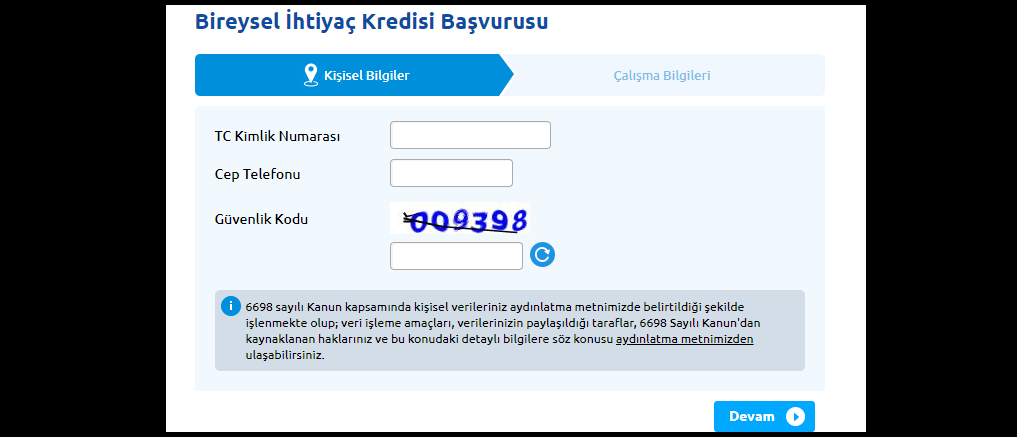 Bireysel İhtiyaç Kredisi Başvurusu
Kişisel Bilgiler
Çalışma Bilgileri
TC Kimlik Numarası
Cep Telefonu
Güvenlik Kodu
009398
6698 sayılı Kanun kapsamında kişisel verileriniz aydınlatma metnimizde belirtildiği şekilde
işlenmekte olup; veri işleme amaçları, verilerinizin paylaşıldığı taraflar, 6698 Sayılı Kanun'dan
kaynaklanan haklarınız ve bu konudaki detaylı bilgilere söz konusu aydınlatma metnimizden
ulaşabilirsiniz.
Devam